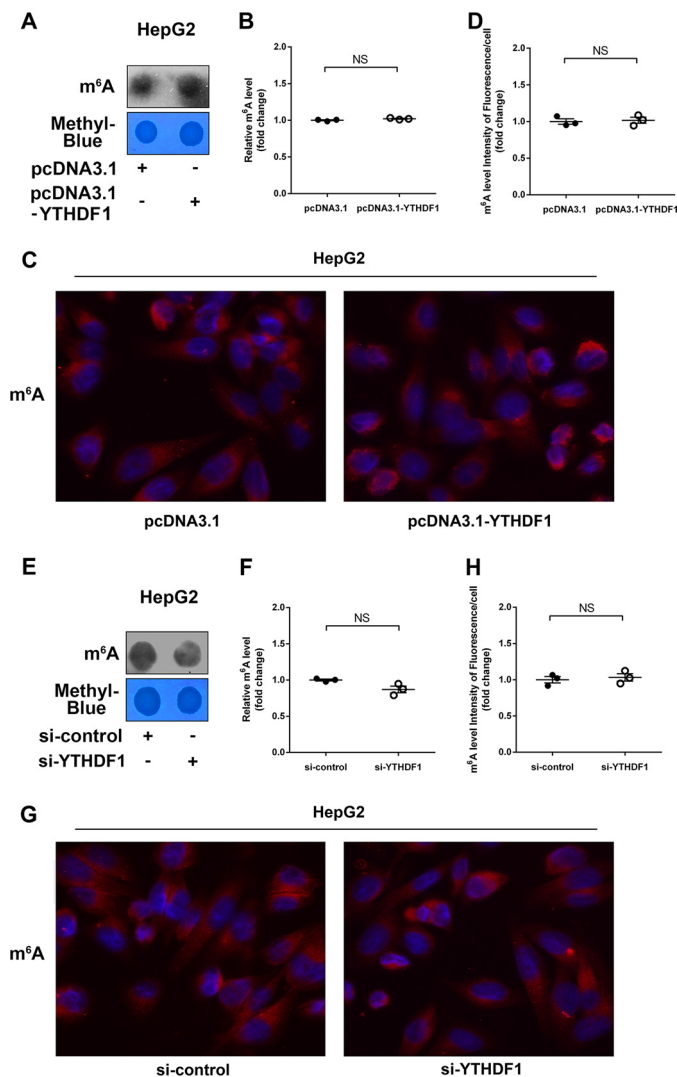 A
HepG2
m⁶A
Methyl-
Blue
pcDNA3.1 + -
pcDNA3.1 - +
-YTHDF1
B
Relative m⁶A level
(fold change)
2.0
1.5
1.0
0.5
0.0
NS
pcDNA3.1 pcDNA3.1-YTHDF1
D
m⁶A level Intensity of Fluorescence/cell
(fold change)
2.0
1.5
1.0
0.5
0.0
NS
pcDNA3.1 pcDNA3.1-YTHDF1
C
HepG2
m⁶A
pcDNA3.1 pcDNA3.1-YTHDF1
E
HepG2
m⁶A
Methyl-
Blue
si-control + -
si-YTHDF1 - +
F
Relative m⁶A level
(fold change)
2.0
1.5
1.0
0.5
0.0
NS
si-control si-YTHDF1
H
m⁶A level Intensity of Fluorescence/cell
(fold change)
2.0
1.5
1.0
0.5
0.0
NS
si-control si-YTHDF1
G
HepG2
m⁶A
si-control si-YTHDF1